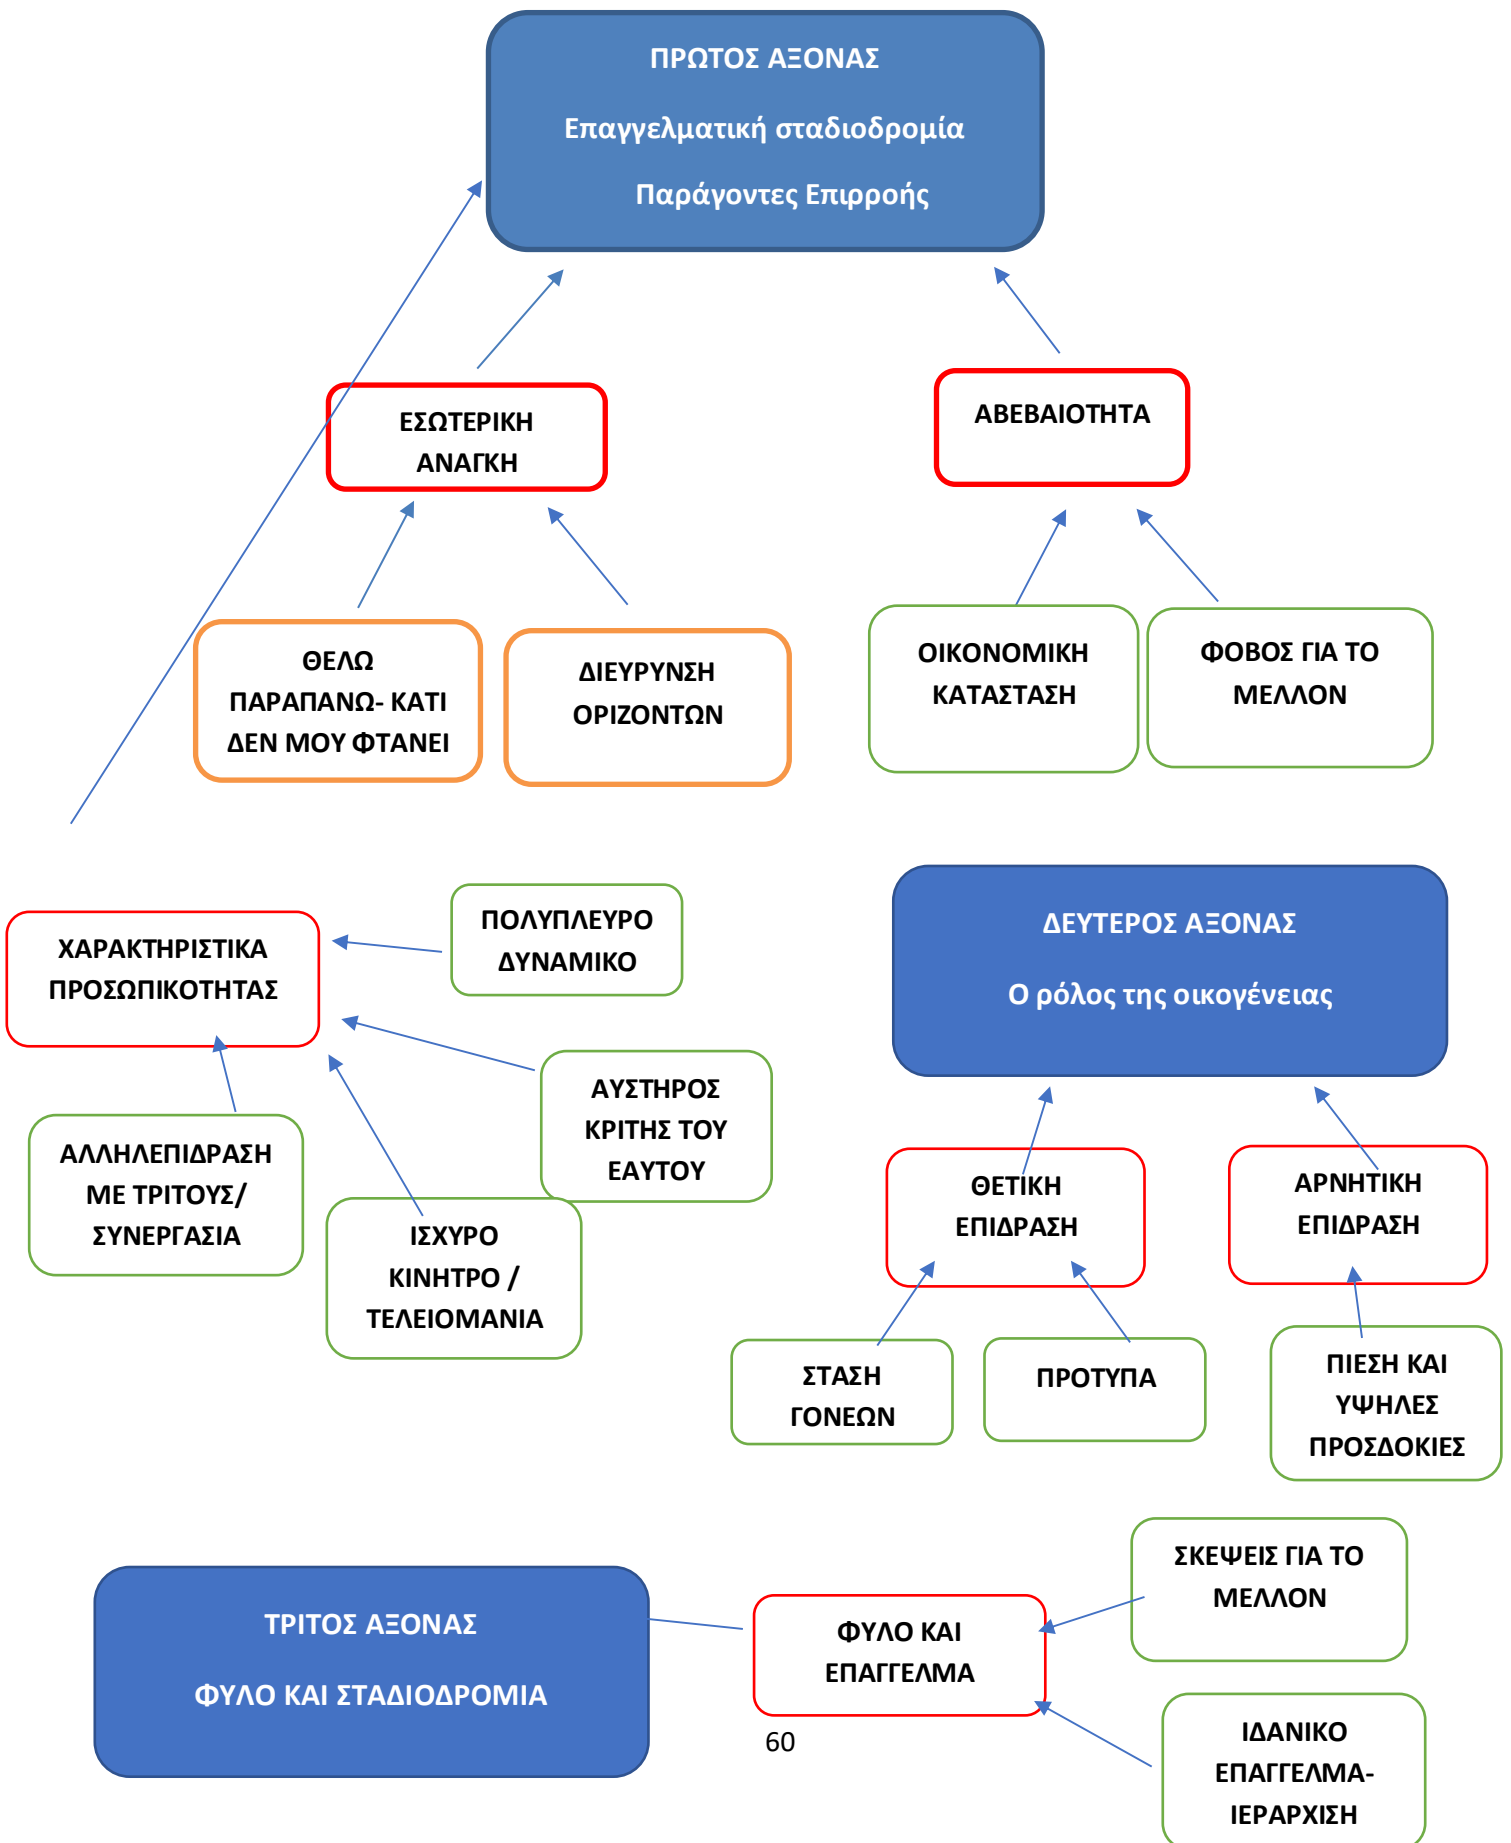 ΠΡΩΤΟΣ ΑΞΟΝΑΣ
Επαγγελματική σταδιοδρομία
Παράγοντες Επιρροής
ΕΣΩΤΕΡΙΚΗ
ΑΝΑΓΚΗ
ΑΒΕΒΑΙΟΤΗΤΑ
ΘΕΛΩ
ΠΑΡΑΠΑΝΩ- ΚΑΤΙ
ΔΕΝ ΜΟΥ ΦΤΑΝΕΙ
ΔΙΕΥΡΥΝΣΗ
ΟΡΙΖΟΝΤΩΝ
ΟΙΚΟΝΟΜΙΚΗ
ΚΑΤΑΣΤΑΣΗ
ΦΟΒΟΣ ΓΙΑ ΤΟ
ΜΕΛΛΟΝ
ΧΑΡΑΚΤΗΡΙΣΤΙΚΑ
ΠΡΟΣΩΠΙΚΟΤΗΤΑΣ
ΠΟΛΥΠΛΕΥΡΟ
ΔΥΝΑΜΙΚΟ
ΑΥΣΤΗΡΟΣ
ΚΡΙΤΗΣ ΤΟΥ
ΕΑΥΤΟΥ
ΑΛΛΗΛΕΠΙΔΡΑΣΗ
ΜΕ ΤΡΙΤΟΥΣ/
ΣΥΝΕΡΓΑΣΙΑ
ΙΣΧΥΡΟ
ΚΙΝΗΤΡΟ /
ΤΕΛΕΙΟΜΑΝΙΑ
ΔΕΥΤΕΡΟΣ ΑΞΟΝΑΣ
Ο ρόλος της οικογένειας
ΘΕΤΙΚΗ
ΕΠΙΔΡΑΣΗ
ΑΡΝΗΤΙΚΗ
ΕΠΙΔΡΑΣΗ
ΣΤΑΣΗ
ΓΟΝΕΩΝ
ΠΡΟΤΥΠΑ
ΠΙΕΣΗ ΚΑΙ
ΥΨΗΛΕΣ
ΠΡΟΣΔΟΚΙΕΣ
ΤΡΙΤΟΣ ΑΞΟΝΑΣ
ΦΥΛΟ ΚΑΙ ΣΤΑΔΙΟΔΡΟΜΙΑ
ΦΥΛΟ ΚΑΙ
ΕΠΑΓΓΕΛΜΑ
ΣΚΕΨΕΙΣ ΓΙΑ ΤΟ
ΜΕΛΛΟΝ
ΙΔΑΝΙΚΟ
ΕΠΑΓΓΕΛΜΑ-
ΙΕΡΑΡΧΙΣΗ
60